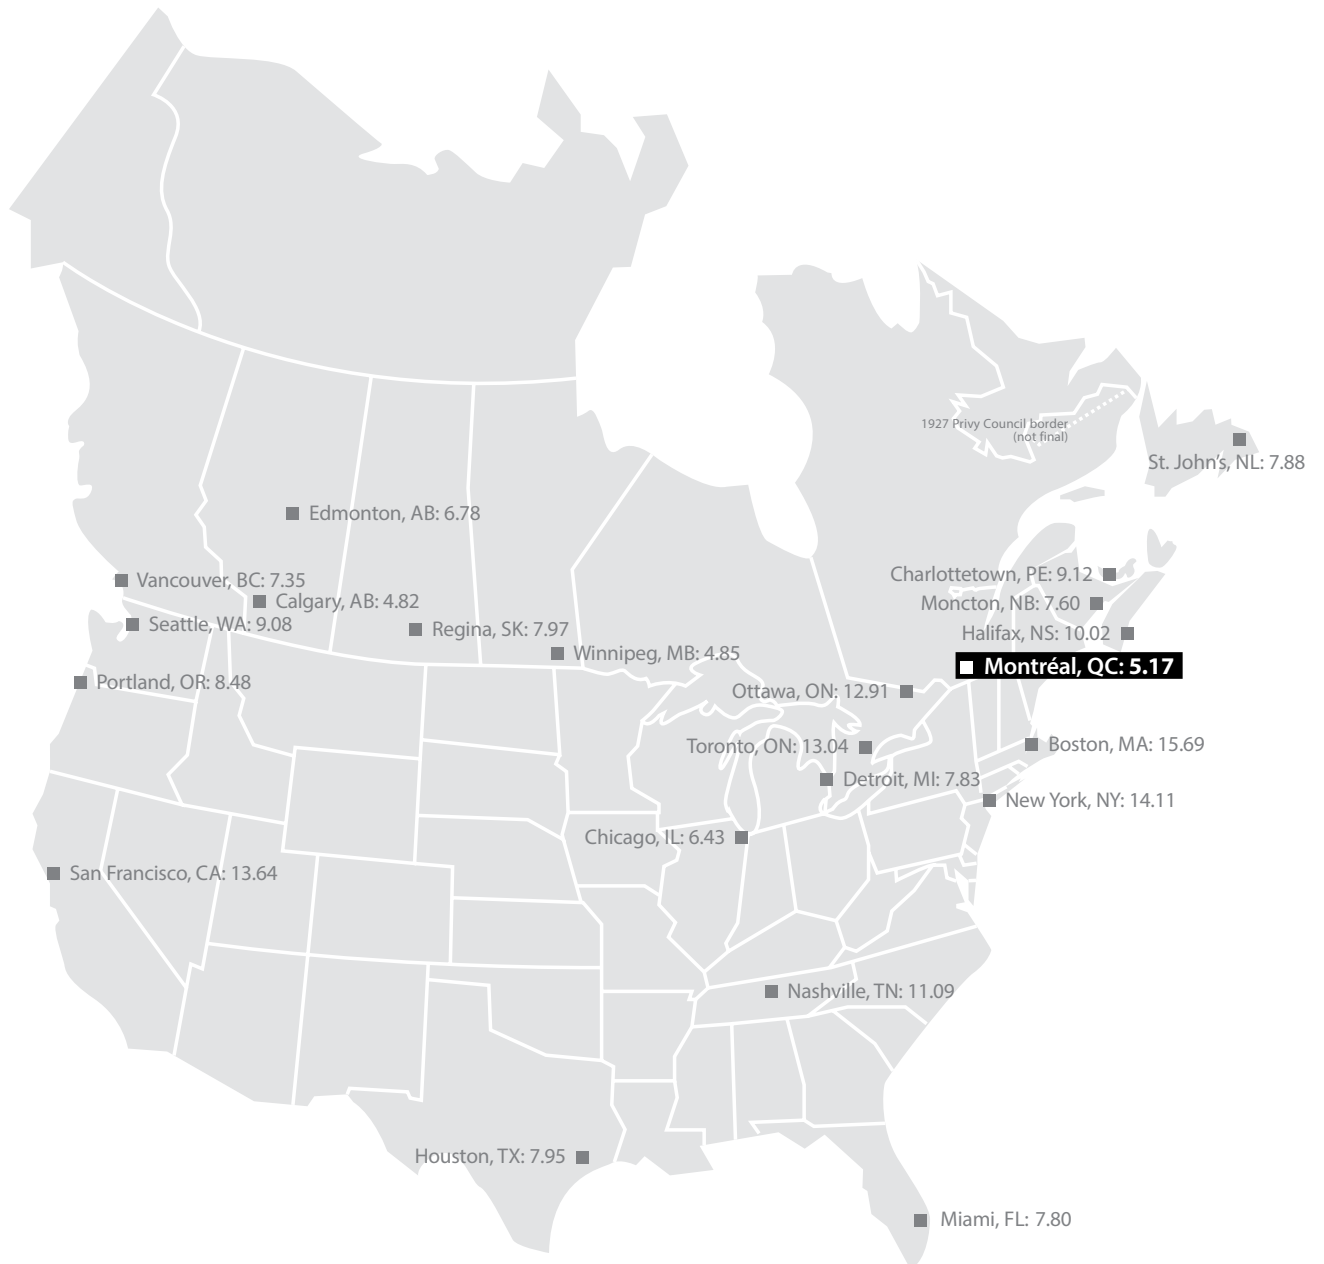 1927 Privy Council border
(not final)
St. John's, NL: 7.88
Edmonton, AB: 6.78
Vancouver, BC: 7.35
Charlottetown, PE: 9.12
Calgary, AB: 4.82
Moncton, NB: 7.60
Seattle, WA: 9.08
Regina, SK: 7.97
Halifax, NS: 10.02
Winnipeg, MB: 4.85
Montréal, QC: 5.17
Portland, OR: 8.48
Ottawa, ON: 12.91
Toronto, ON: 13.04
Boston, MA: 15.69
Detroit, MI: 7.83
New York, NY: 14.11
Chicago, IL: 6.43
San Francisco, CA: 13.64
Nashville, TN: 11.09
Houston, TX: 7.95
Miami, FL: 7.80